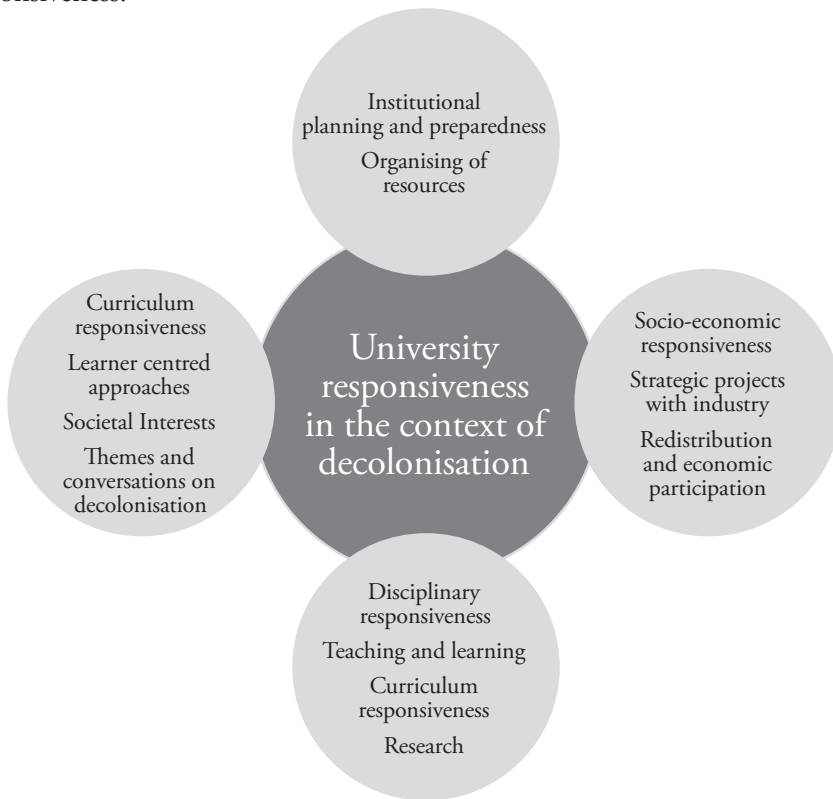 onsiveness.
Institutional
planning and preparedness
Organising of
resources
Curriculum
responsiveness
Learner centred
approaches
Societal Interests
Themes and
conversations on
decolonisation
University
responsiveness
in the context of
decolonisation
Socio-economic
responsiveness
Strategic projects
with industry
Redistribution
and economic
participation
Disciplinary
responsiveness
Teaching and learning
Curriculum
responsiveness
Research